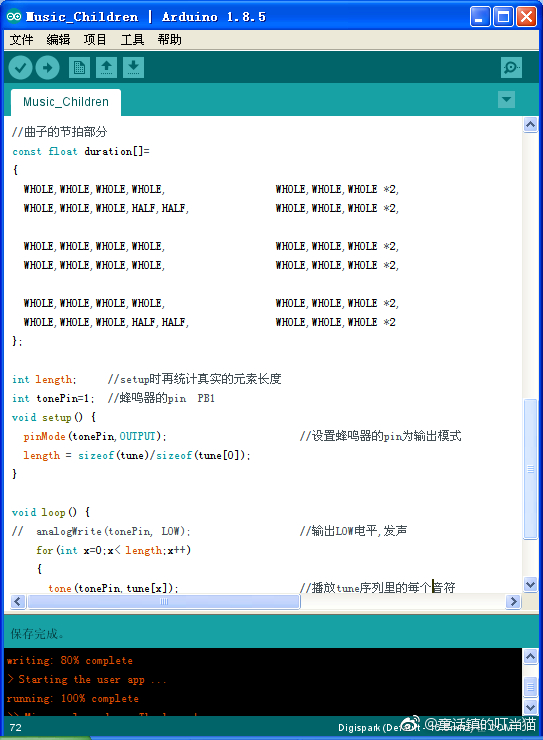 Music_Children | Arduino 1.8.5
文件 编辑 项目 工具 帮助
Music_Children
//曲子的节拍部分
const float duration[]=
{
WHOLE,WHOLE,WHOLE,WHOLE, WHOLE,WHOLE,WHOLE *2,
WHOLE,WHOLE,WHOLE,HALF,HALF, WHOLE,WHOLE,WHOLE *2,
WHOLE,WHOLE,WHOLE,WHOLE, WHOLE,WHOLE,WHOLE *2,
WHOLE,WHOLE,WHOLE,WHOLE, WHOLE,WHOLE,WHOLE *2,
WHOLE,WHOLE,WHOLE,WHOLE, WHOLE,WHOLE,WHOLE *2,
WHOLE,WHOLE,WHOLE,HALF,HALF, WHOLE,WHOLE,WHOLE *2
};
int length; //setup时再统计真实的元素长度
int tonePin=1; //蜂鸣器的pin PB1
void setup() {
pinMode(tonePin,OUTPUT); //设置蜂鸣器的pin为输出模式
length = sizeof(tune)/sizeof(tune[0]);
}
void loop() {
// analogWrite(tonePin, LOW); //输出LOW电平,发声
for(int x=0;x< length;x++)
{
tone(tonePin,tune[x]); //播放tune序列里的每个音符
保存完成。
writing: 80% complete
> Starting the user app ...
running: 100% complete
72
Digispark (Default -
@童话镇的叮当猫